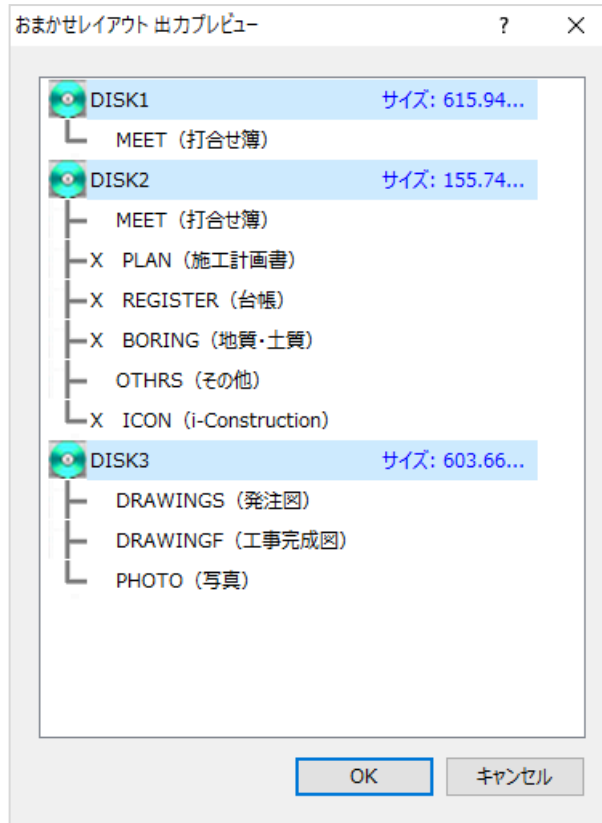 おまかせレイアウト 出力プレビュー ? ×
DISK1 サイズ: 615.94...
MEET（打合せ簿）
DISK2 サイズ: 155.74...
MEET（打合せ簿）
X PLAN（施工計画書）
X REGISTER（台帳）
X BORING（地質・土質）
OTHRS（その他）
X ICON（i-Construction）
DISK3 サイズ: 603.66...
DRAWINGS（発注図）
DRAWINGF（工事完成図）
PHOTO（写真）
OK キャンセル